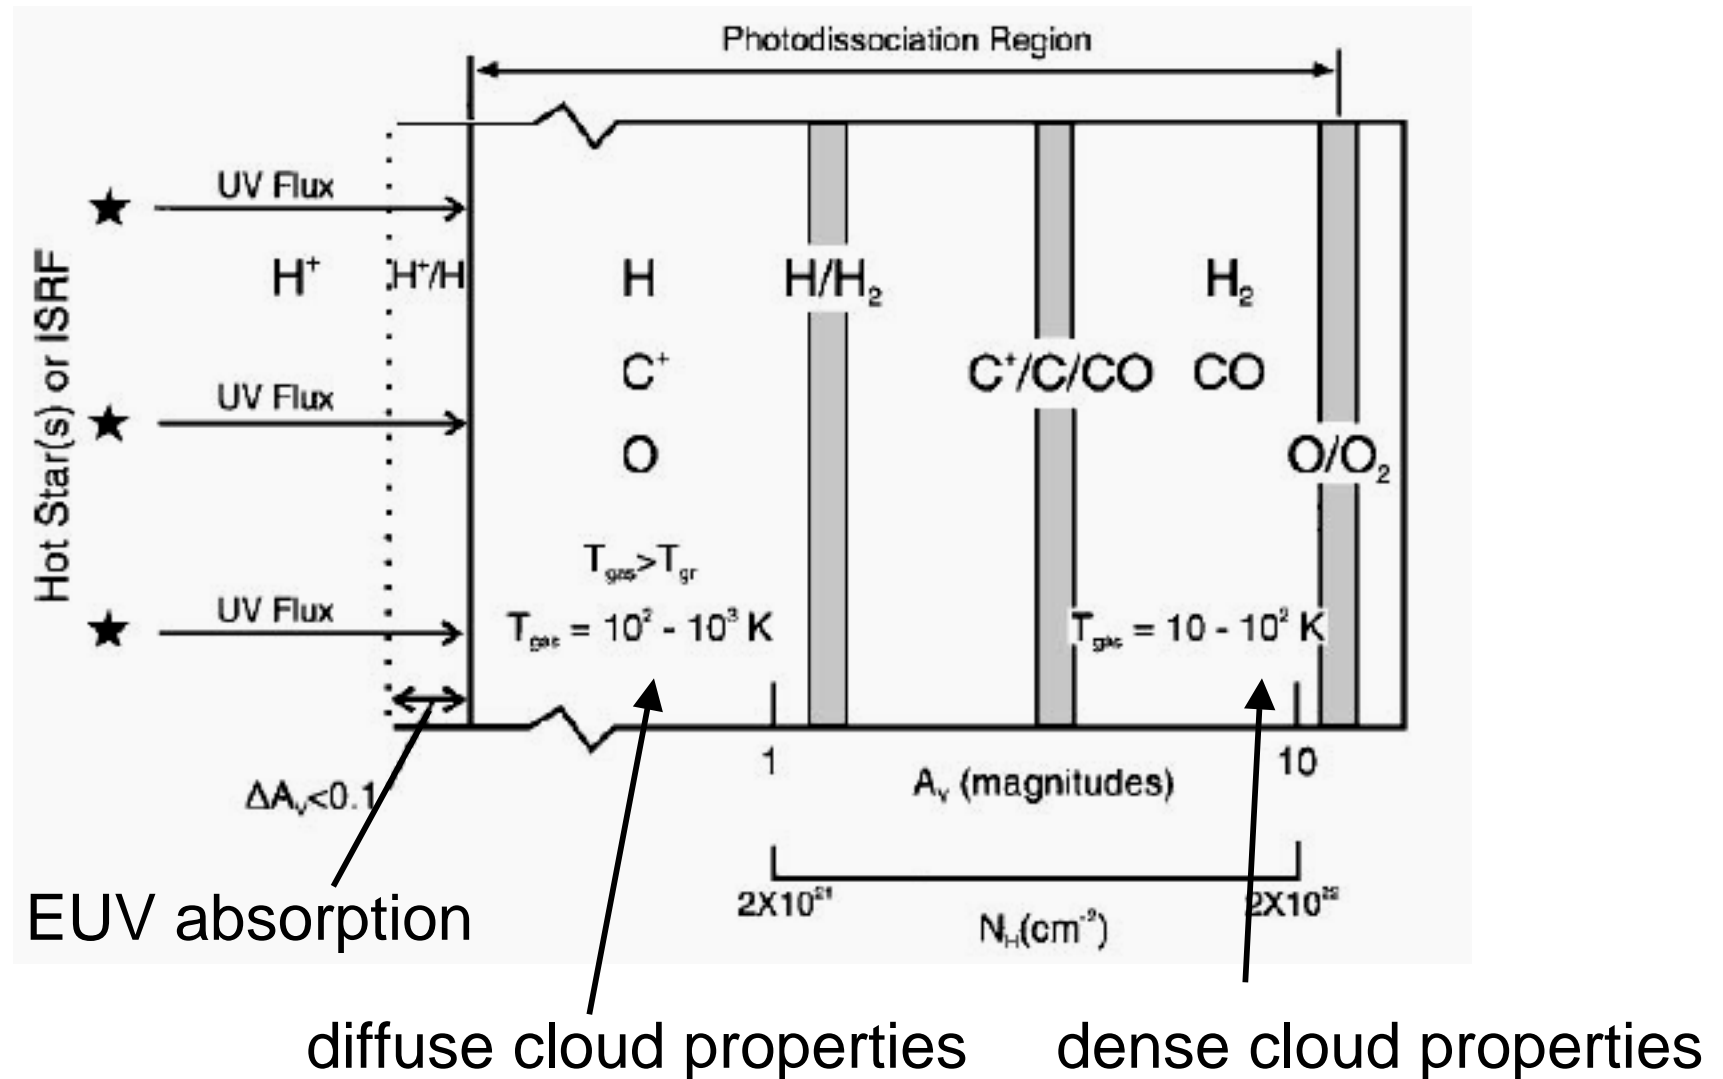 Photodissociation Region
Hot Star(s) or ISRF
UV Flux
UV Flux
UV Flux
H⁺
H⁺/H
H
H/H₂
H₂
C⁺
C⁺/C/CO
CO
O
O/O₂
T_gas>T_gr
T_gas = 10² - 10³ K
T_gas = 10 - 10² K
1
10
ΔA_v<0.1
A_v (magnitudes)
2X10²¹
2X10²²
N_H(cm⁻²)
EUV absorption
diffuse cloud properties
dense cloud properties